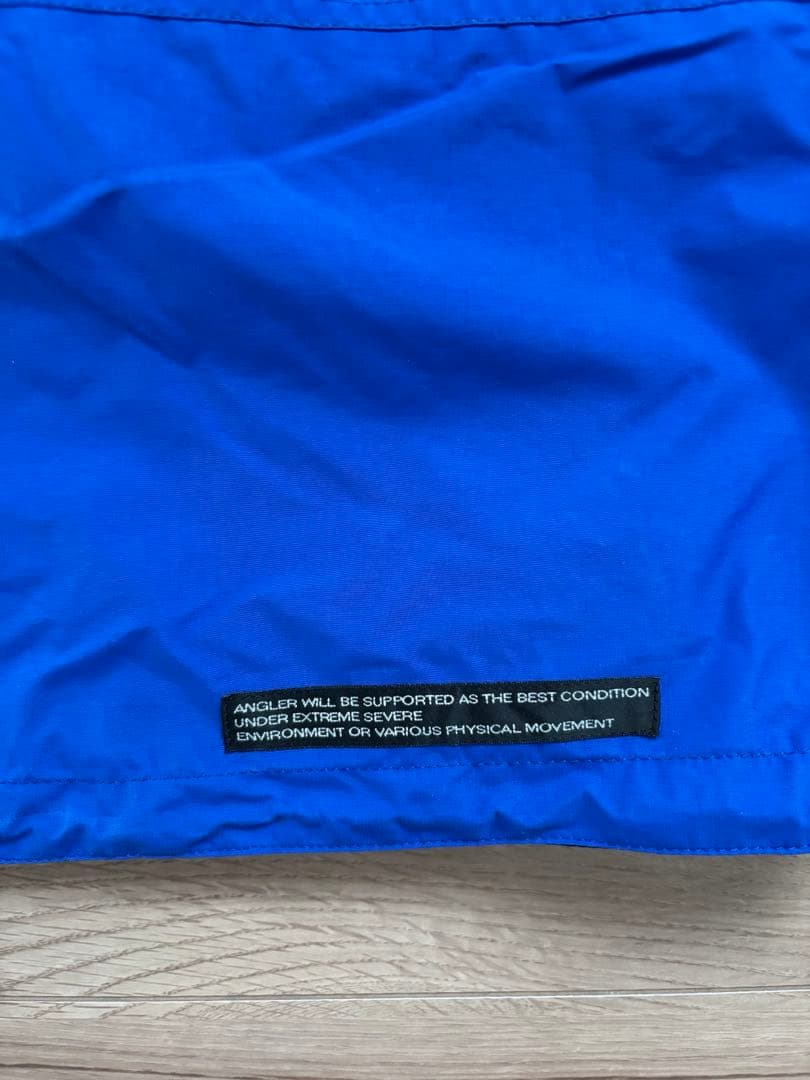 ANGLER WILL BE SUPPORTED AS THE BEST CONDITION
UNDER EXTREME SEVERE
ENVIRONMENT OR VARIOUS PHYSICAL MOVEMENT